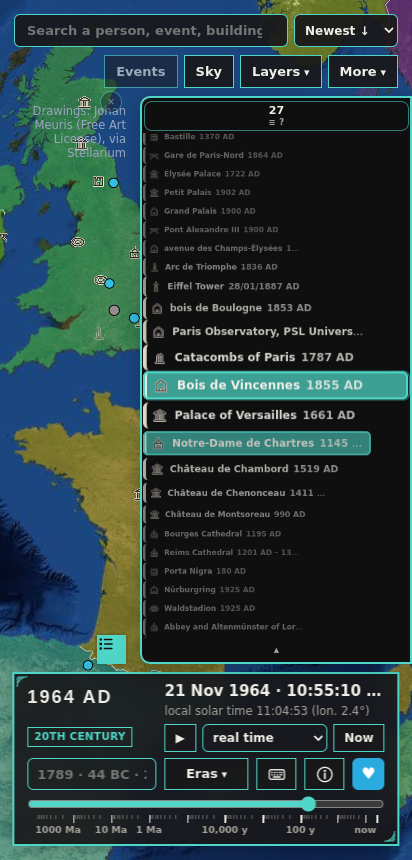 Search a person, event, building
Newest ↓
Events
Sky
Layers ▾
More ▾
×
Drawings: Johan
Meuris (Free Art
License), via
Stellarium
27
≡ ?
Bastille 1370 AD
Gare de Paris-Nord 1864 AD
Élysée Palace 1722 AD
Petit Palais 1902 AD
Grand Palais 1900 AD
Pont Alexandre III 1900 AD
avenue des Champs-Élysées 1...
Arc de Triomphe 1836 AD
Eiffel Tower 28/01/1887 AD
bois de Boulogne 1853 AD
Paris Observatory, PSL Univers...
Catacombs of Paris 1787 AD
Bois de Vincennes 1855 AD
Palace of Versailles 1661 AD
Notre-Dame de Chartres 1145 ...
Château de Chambord 1519 AD
Château de Chenonceau 1411 ...
Château de Montsoreau 990 AD
Bourges Cathedral 1195 AD
Reims Cathedral 1201 AD - 13...
Porta Nigra 180 AD
Nürburgring 1925 AD
Waldstadion 1925 AD
Abbey and Altenmünster of Lor...
▲
1964 AD
21 Nov 1964 · 10:55:10 ...
local solar time 11:04:53 (lon. 2.4°)
20TH CENTURY
▶
real time
Now
1789 · 44 BC · :
Eras ▾
1000 Ma
10 Ma
1 Ma
10,000 y
100 y
now